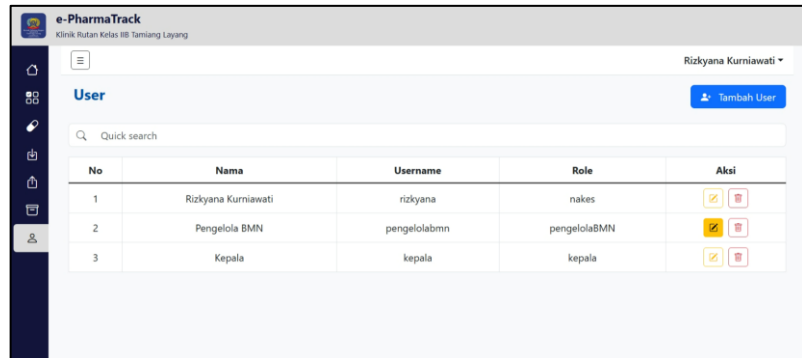 e-PharmaTrack
Klinik Rutan Kelas IIB Tamiang Layang
Rizkyana Kurniawati
User
Tambah User
Quick search
No Nama Username Role Aksi
1 Rizkyana Kurniawati rizkyana nakes
2 Pengelola BMN pengelolabmn pengelolaBMN
3 Kepala kepala kepala